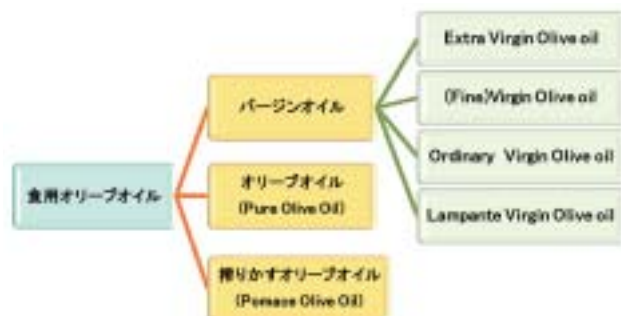 食用オリーブオイル
バージンオイル
オリーブオイル
(Pure Olive Oil)
搾りかすオリーブオイル
(Pomace Olive Oil)
Extra Virgin Olive oil
(Fine)Virgin Olive oil
Ordinary Virgin Olive oil
Lampante Virgin Olive oil